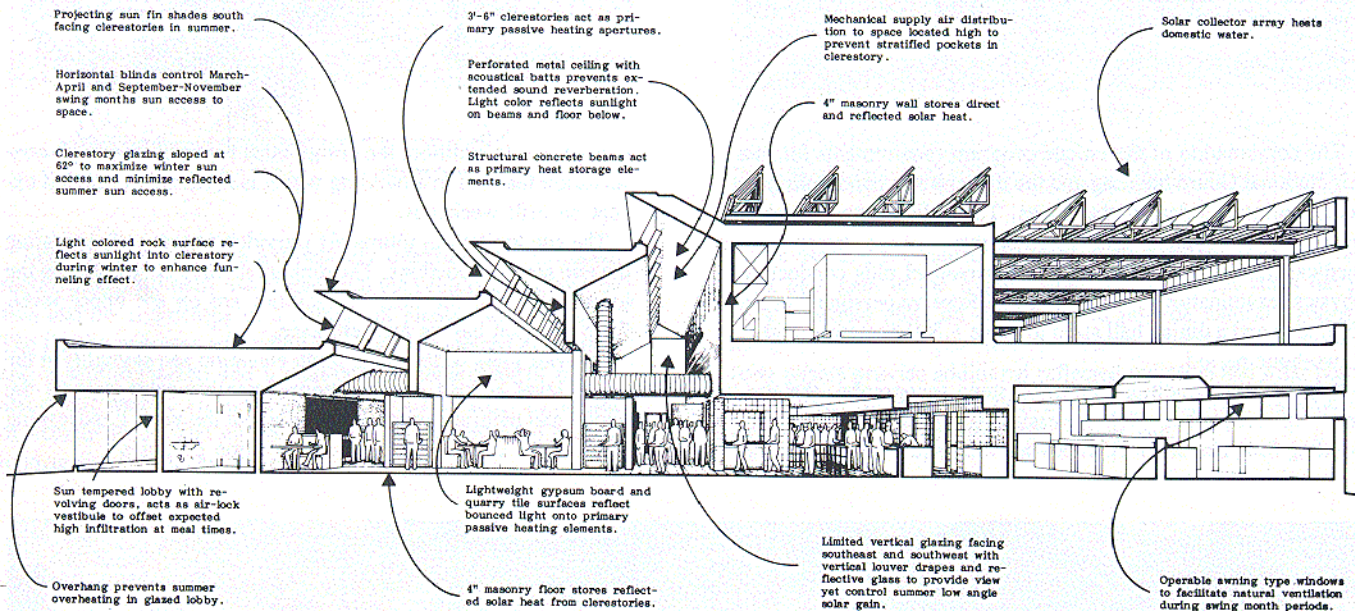 Projecting sun fin shades south
facing clerestories in summer.
Horizontal blinds control March-
April and September-November
swing months sun access to
space.
Clerestory glazing sloped at
62° to maximize winter sun
access and minimize reflected
summer sun access.
Light colored rock surface re-
flects sunlight into clerestory
during winter to enhance fun-
neling effect.
3'-6" clerestories act as pri-
mary passive heating apertures.
Perforated metal ceiling with
acoustical batts prevents ex-
tended sound reverberation.
Light color reflects sunlight
on beams and floor below.
Structural concrete beams act
as primary heat storage ele-
ments.
Mechanical supply air distribu-
tion to space located high to
prevent stratified pockets in
clerestory.
4" masonry wall stores direct
and reflected solar heat.
Solar collector array heats
domestic water.
Sun tempered lobby with re-
volving doors, acts as air-lock
vestibule to offset expected
high infiltration at meal times.
Overhang prevents summer
overheating in glazed lobby.
Lightweight gypsum board and
quarry tile surfaces reflect
bounced light onto primary
passive heating elements.
4" masonry floor stores reflect-
ed solar heat from clerestories.
Limited vertical glazing facing
southeast and southwest with
vertical louver drapes and re-
flective glass to provide view
yet control summer low angle
solar gain.
Operable awning type windows
to facilitate natural ventilation
during swing month periods.